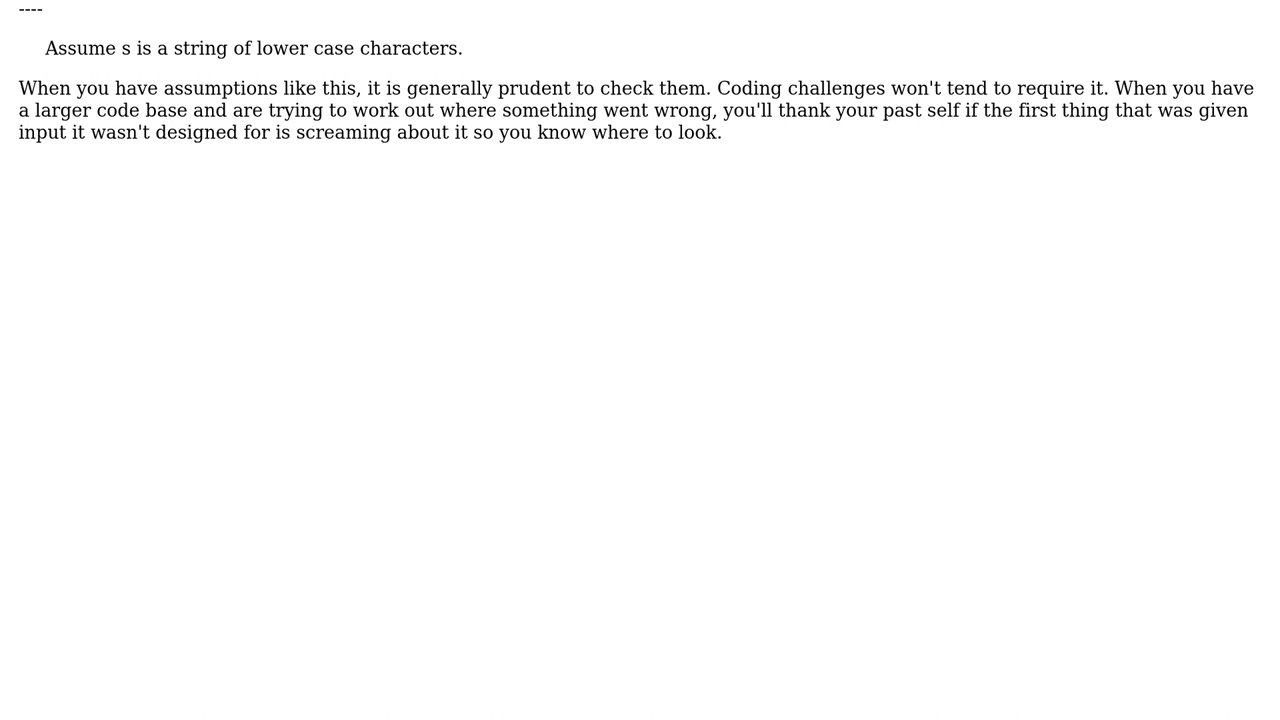 ----
Assume s is a string of lower case characters.
When you have assumptions like this, it is generally prudent to check them. Coding challenges won't tend to require it. When you have
a larger code base and are trying to work out where something went wrong, you'll thank your past self if the first thing that was given
input it wasn't designed for is screaming about it so you know where to look.